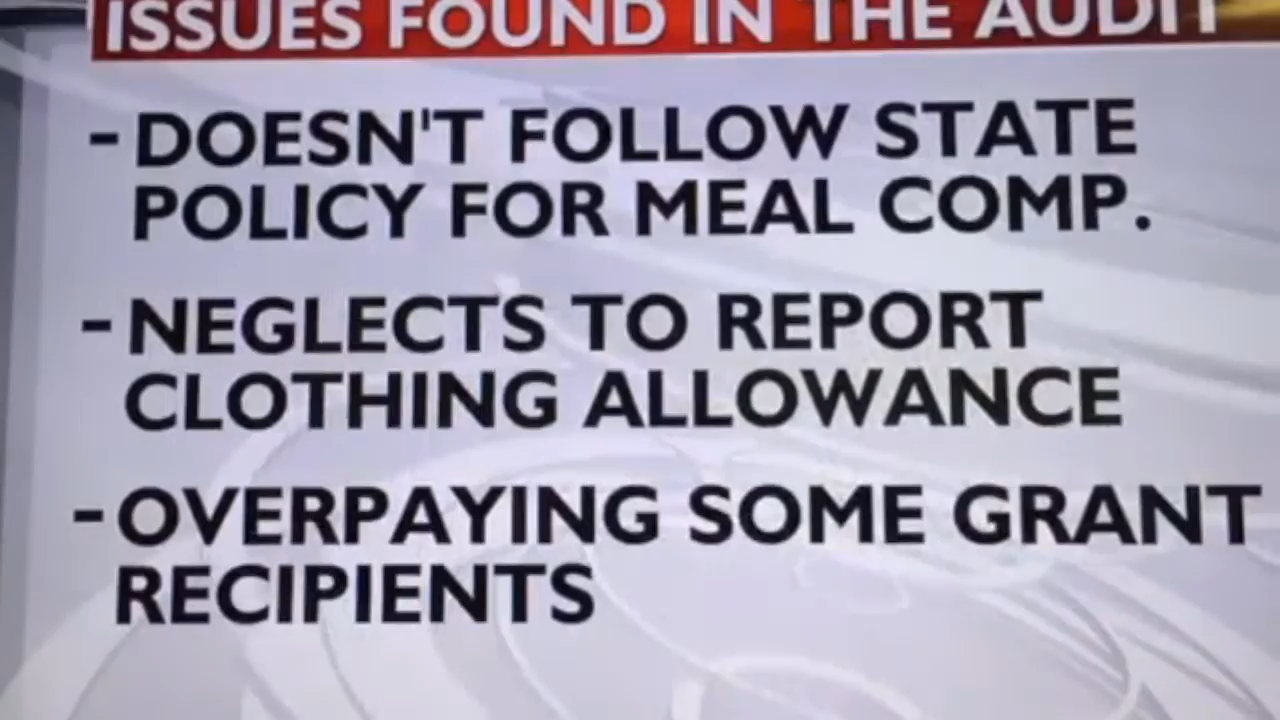 ISSUES FOUND IN THE AUDIT
-DOESN'T FOLLOW STATE
POLICY FOR MEAL COMP.
-NEGLECTS TO REPORT
CLOTHING ALLOWANCE
-OVERPAYING SOME GRANT
RECIPIENTS